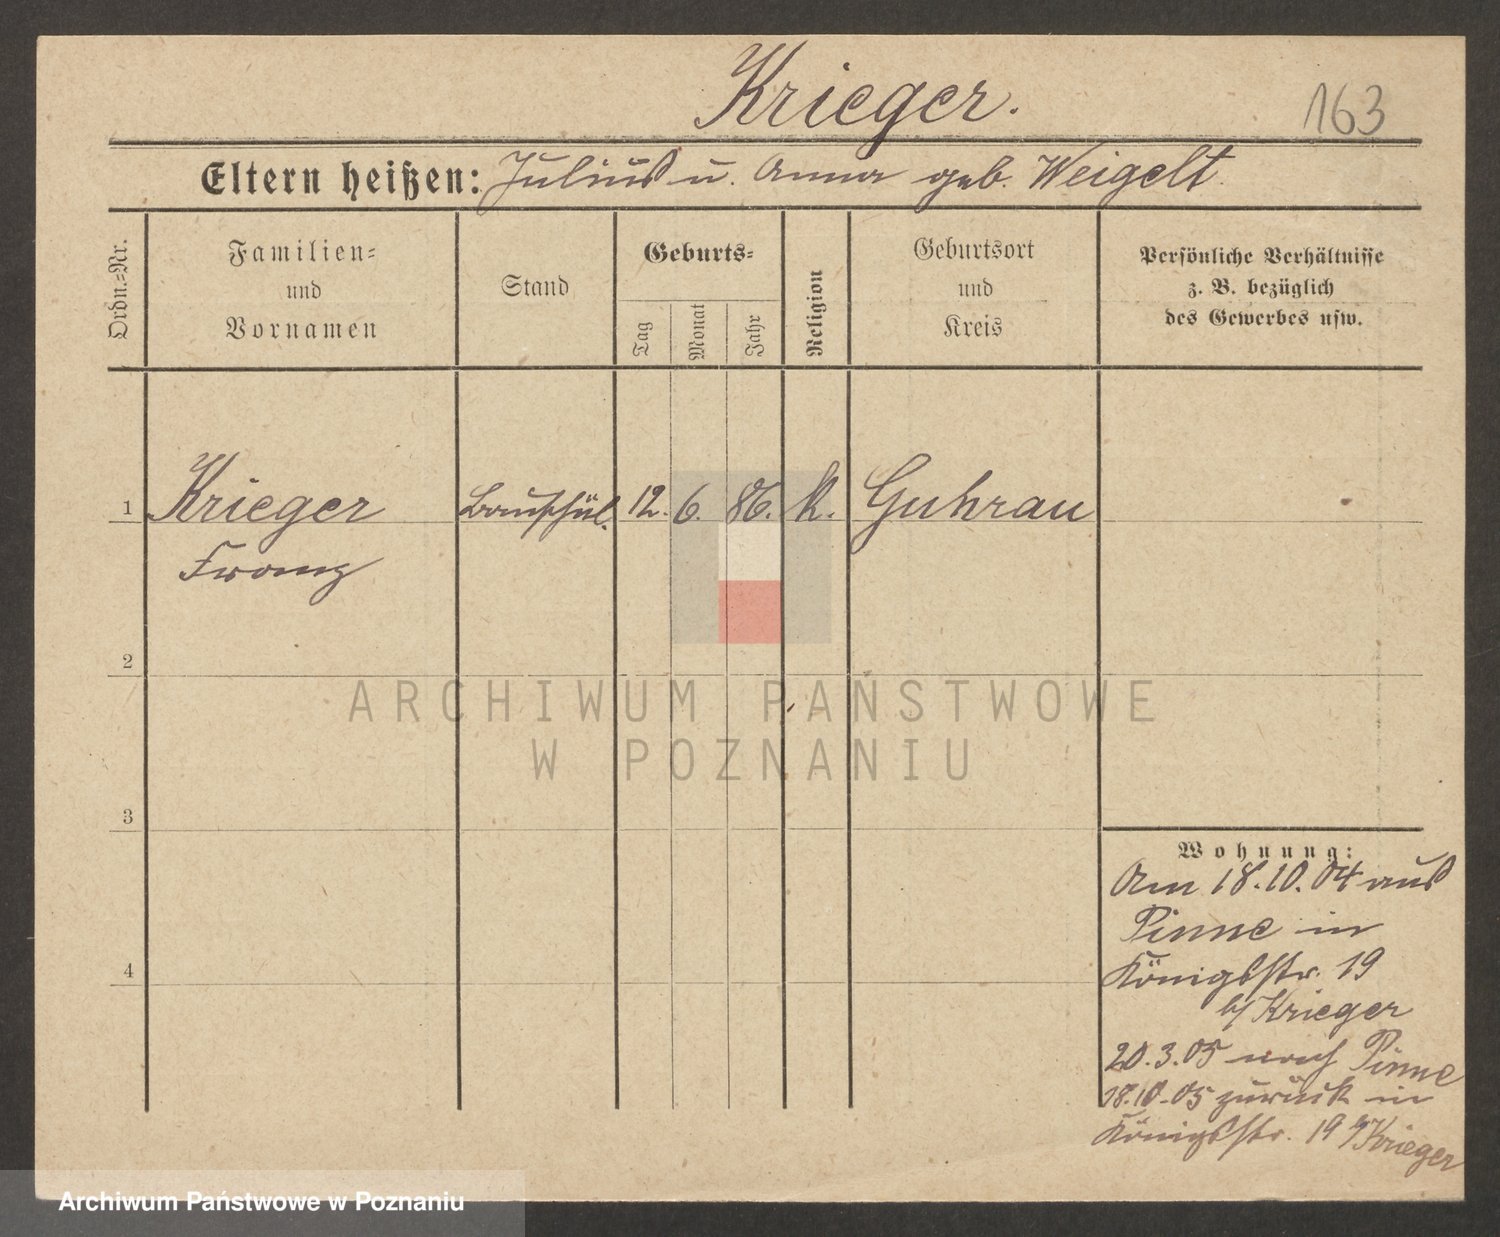 Krieger.
163
Eltern heißen: Julius u. Anna geb. Weigelt
Ordn.-Nr.
Familien- und Vornamen
Stand
Geburts-
Tag
Monat
Jahr
Religion
Geburtsort und Kreis
Persönliche Verhältnisse
z. B. bezüglich
des Gewerbes usw.
1 Krieger Bauschül. 12. 6. 86. k. Guhrau
Franz
2
3
4
ARCHIWUM PAŃSTWOWE
W POZNANIU
Wohnung:
Am 18.10.04 aus
Pinne in
Königsstr. 19
b/ Krieger
20.3.05 nach Pinne
18.10.05 zurück in
Königsstr. 19 b/ Krieger
Archiwum Państwowe w Poznaniu